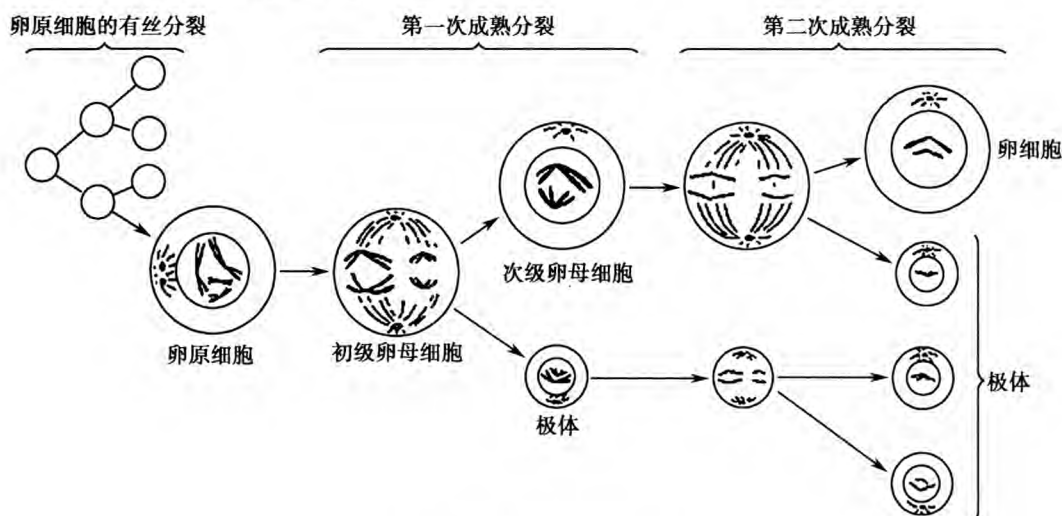 卵原细胞的有丝分裂
第一次成熟分裂
第二次成熟分裂
卵细胞
次级卵母细胞
卵原细胞
初级卵母细胞
极体
极体